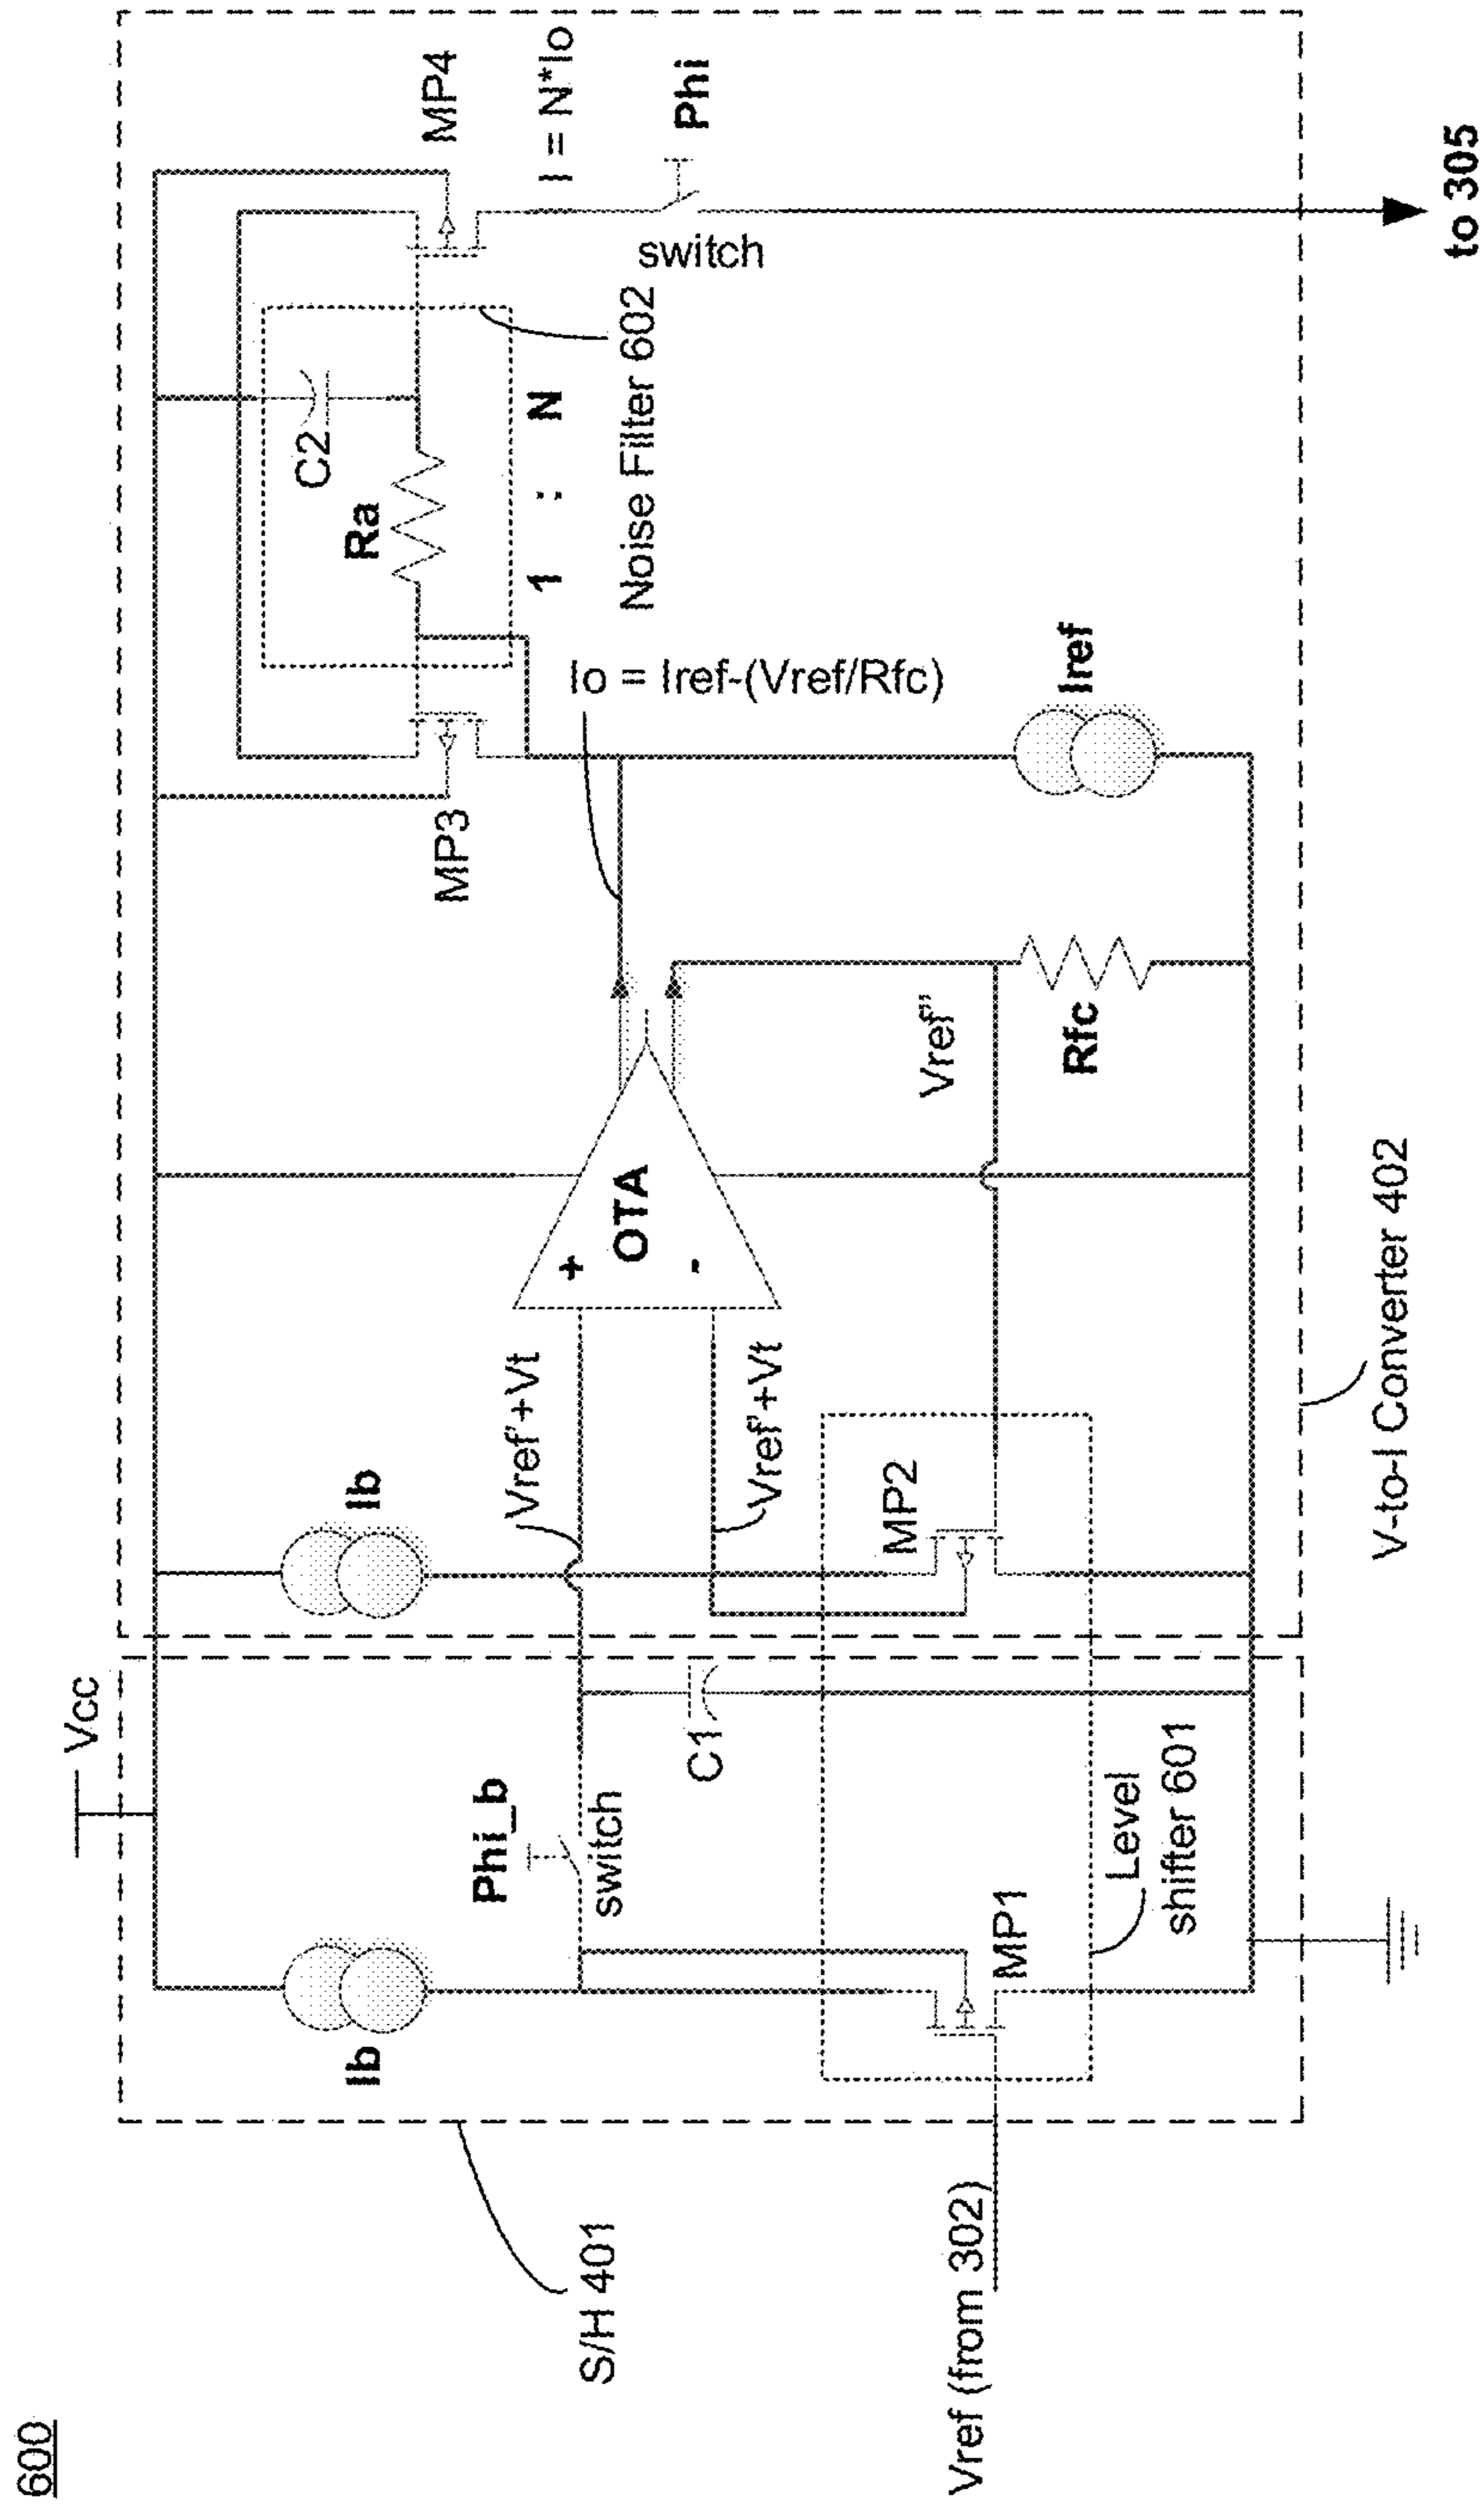 600
Vcc
S/H 401
Vref (from 302)
Ib
Phi_b
switch
C1
MP1
Level
shifter 601
Ib
Vref'+Vt
Vref'+Vt
MP2
OTA
+
-
Vref"
Rfc
V-to-I Converter 402
MP3
Io = Iref-(Vref/Rfc)
Iref
Ra
C2
1 : N
Noise Filter 602
MP4
I = N*Io
Phi
switch
to 305